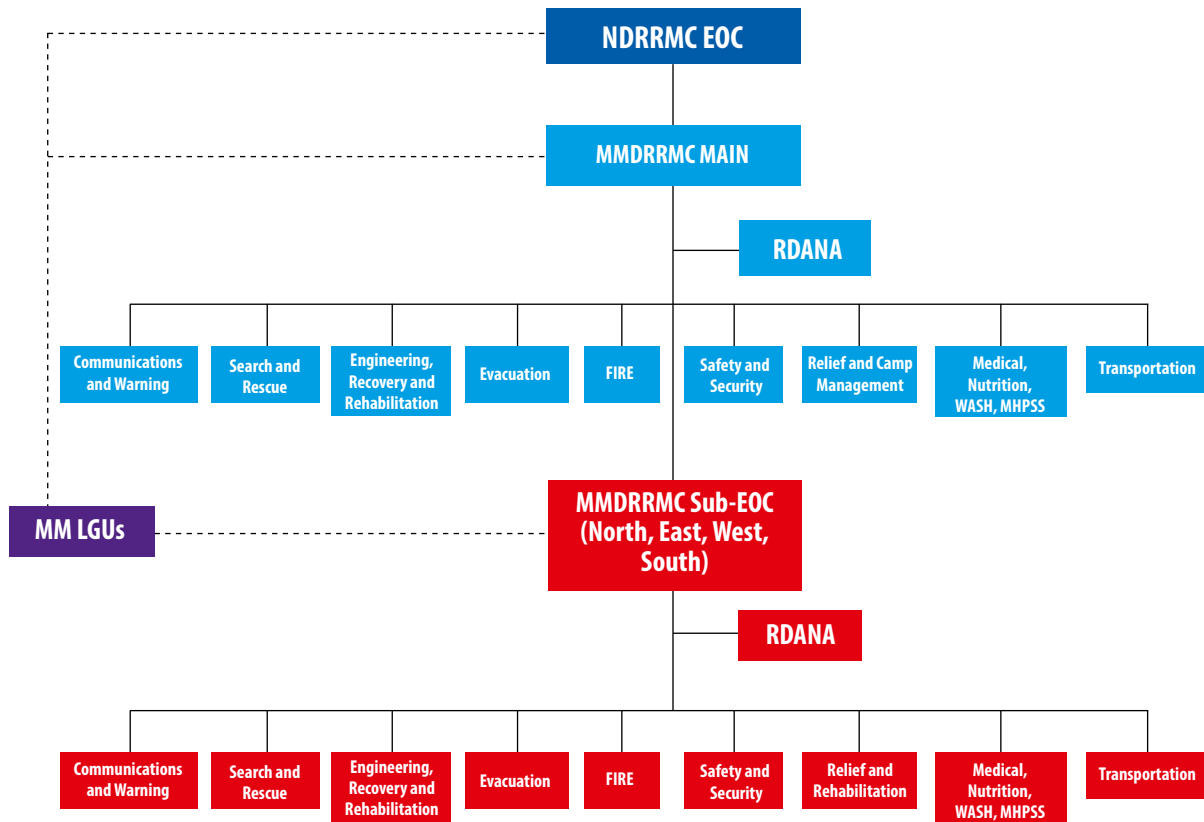 NDRRMC EOC
MMDRRMC MAIN
RDANA
Communications
and Warning
Search and
Rescue
Engineering,
Recovery and
Rehabilitation
Evacuation
FIRE
Safety and
Security
Relief and Camp
Management
Medical,
Nutrition,
WASH, MHPSS
Transportation
MM LGUs
MMDRRMC Sub-EOC
(North, East, West,
South)
RDANA
Communications
and Warning
Search and
Rescue
Engineering,
Recovery and
Rehabilitation
Evacuation
FIRE
Safety and
Security
Relief and
Rehabilitation
Medical,
Nutrition,
WASH, MHPSS
Transportation